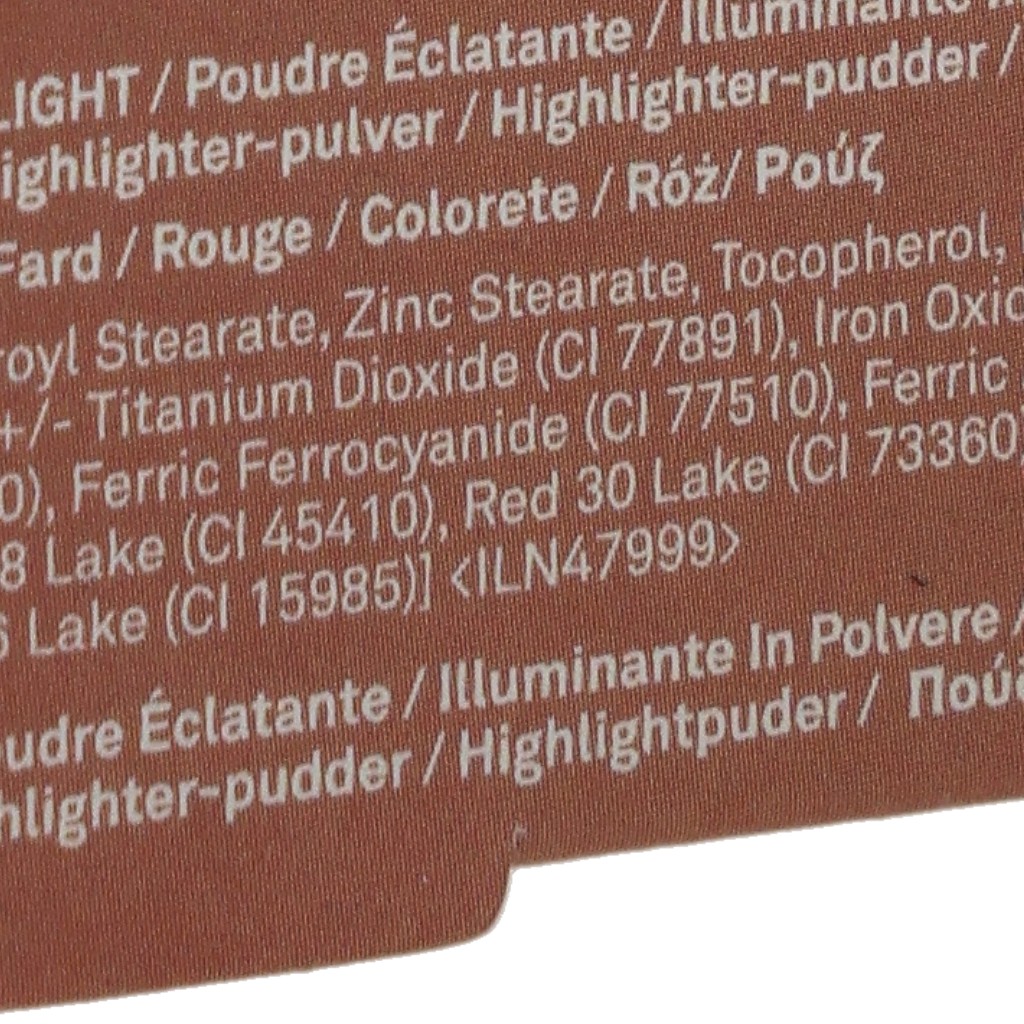 LIGHT / Poudre Éclatante / Illuminante
ighlighter-pulver / Highlighter-pudder /
Fard / Rouge / Colorete / Róż/ Ρούζ
royl Stearate, Zinc Stearate, Tocopherol,
+/- Titanium Dioxide (CI 77891), Iron Oxid
0), Ferric Ferrocyanide (CI 77510), Ferric
8 Lake (CI 45410), Red 30 Lake (CI 73360)
6 Lake (CI 15985)] <ILN47999>
oudre Éclatante / Illuminante In Polvere /
hlighter-pudder / Highlightpuder / Πούδ